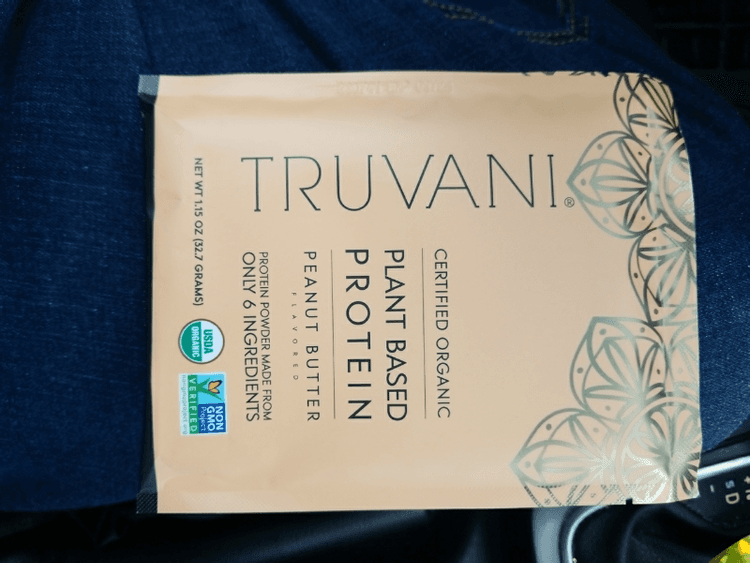 TRUVANI®
CERTIFIED ORGANIC
PLANT BASED
PROTEIN
PEANUT BUTTER
FLAVORED
PROTEIN POWDER MADE FROM
ONLY 6 INGREDIENTS
NET WT 1.15 OZ (32.7 GRAMS)
USDA
ORGANIC
NON
GMO
Project
VERIFIED
S D